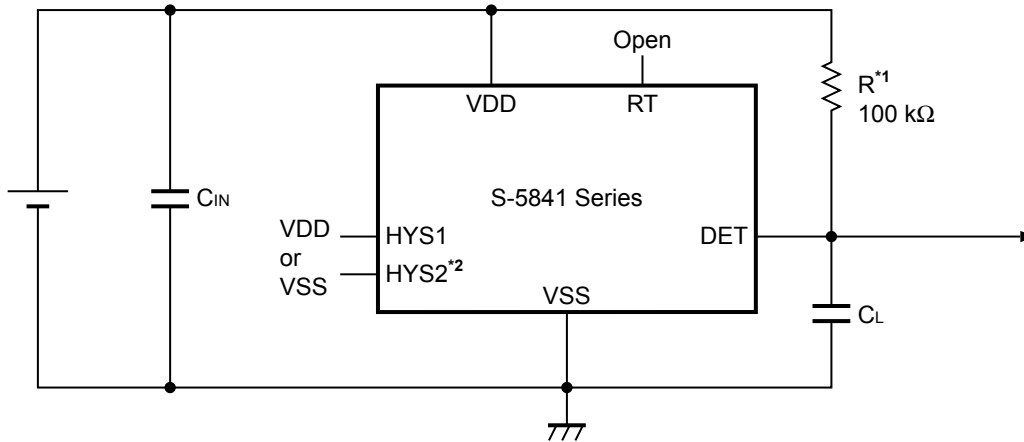 Open
VDD
RT
R*1
100 kΩ
S-5841 Series
CIN
VDD
or
VSS
HYS1
HYS2*2
DET
VSS
CL